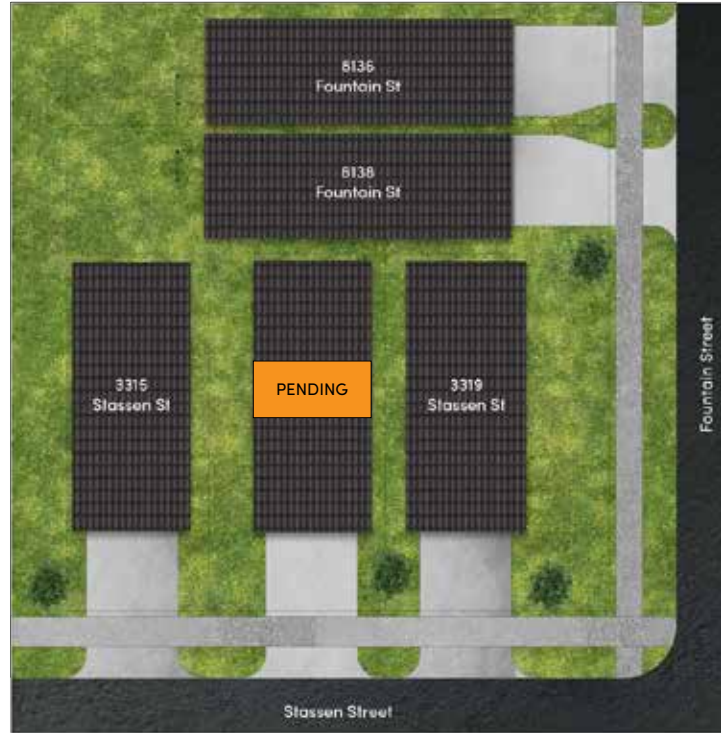 8136
Fountain St
8138
Fountain St
3315
Stassen St
PENDING
3319
Stassen St
Fountain Street
Stassen Street